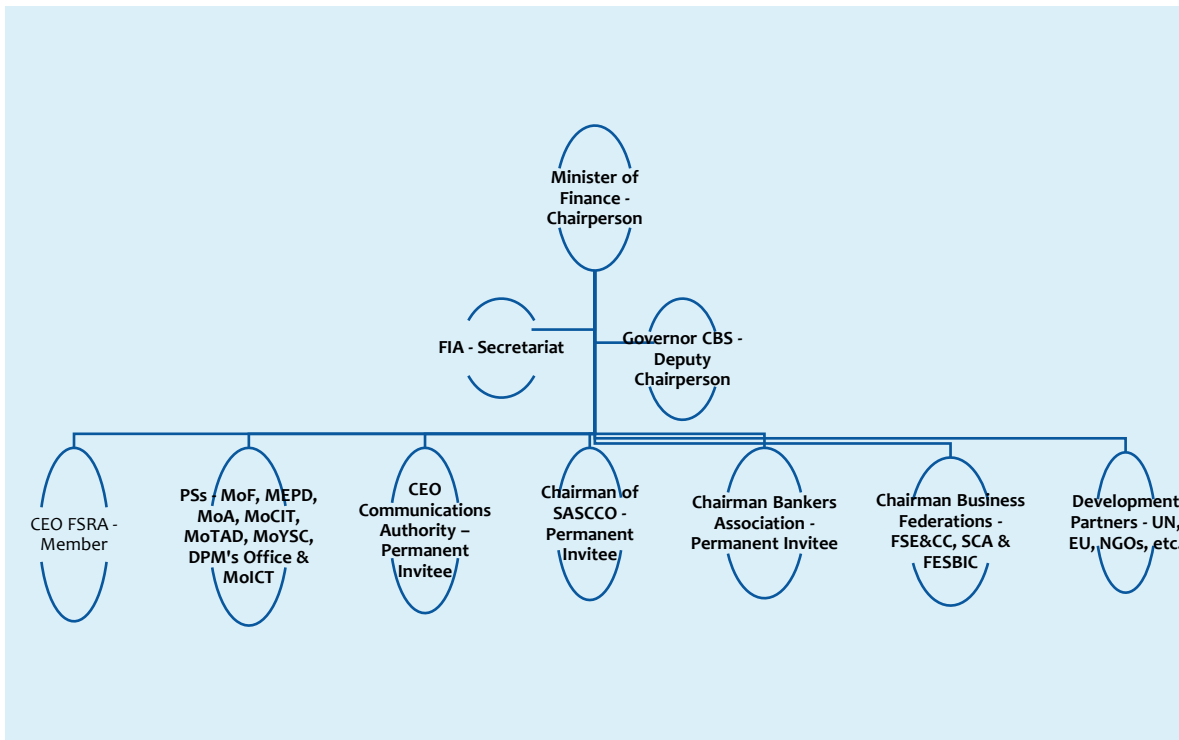 Minister of
Finance -
Chairperson
FIA - Secretariat
Governor CBS -
Deputy
Chairperson
CEO FSRA -
Member
PSs - MoF, MEPD,
MoA, MoCIT,
MoTAD, MoYSC,
DPM's Office &
MoICT
CEO
Communications
Authority –
Permanent
Invitee
Chairman of
SASCCO -
Permanent
Invitee
Chairman Bankers
Association -
Permanent Invitee
Chairman Business
Federations -
FSE&CC, SCA &
FESBIC
Development
Partners - UN,
EU, NGOs, etc.